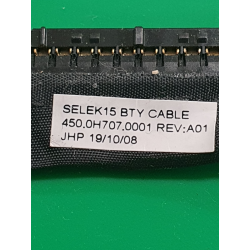 SELEK15 BTY CABLE
450.0H707.0001 REV:A01
JHP 19/10/08